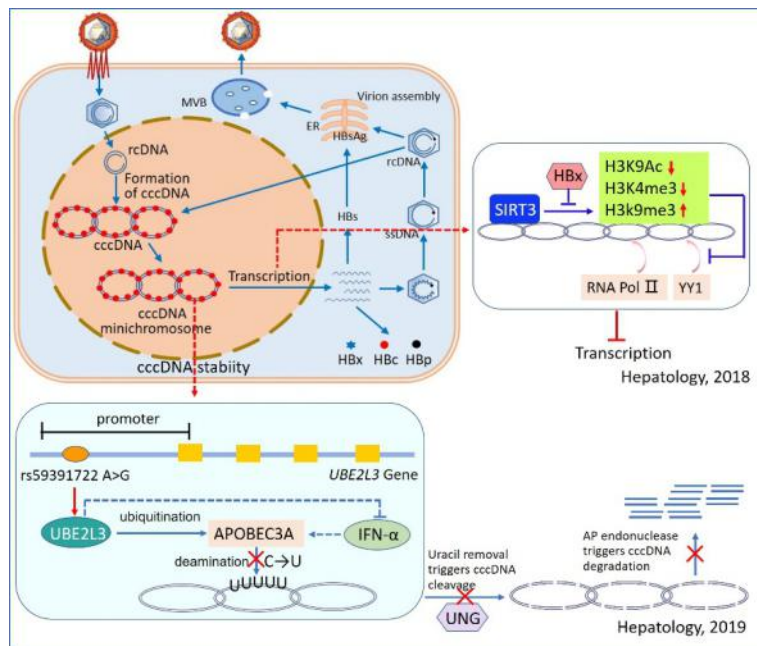 MVB
Virion assembly
ER
HBsAg
rcDNA
rcDNA
Formation
of cccDNA
cccDNA
HBs
ssDNA
Transcription
cccDNA
minichromosome
HBx
HBc
HBp
cccDNA stabiity
HBx
H3K9Ac
H3K4me3
H3k9me3
SIRT3
RNA Pol Ⅱ
YY1
Transcription
Hepatology, 2018
promoter
rs59391722 A>G
UBE2L3 Gene
UBE2L3
ubiquitination
APOBEC3A
IFN-α
deamination
C→U
UUUUU
Uracil removal
triggers cccDNA
cleavage
UNG
AP endonuclease
triggers cccDNA
degradation
Hepatology, 2019